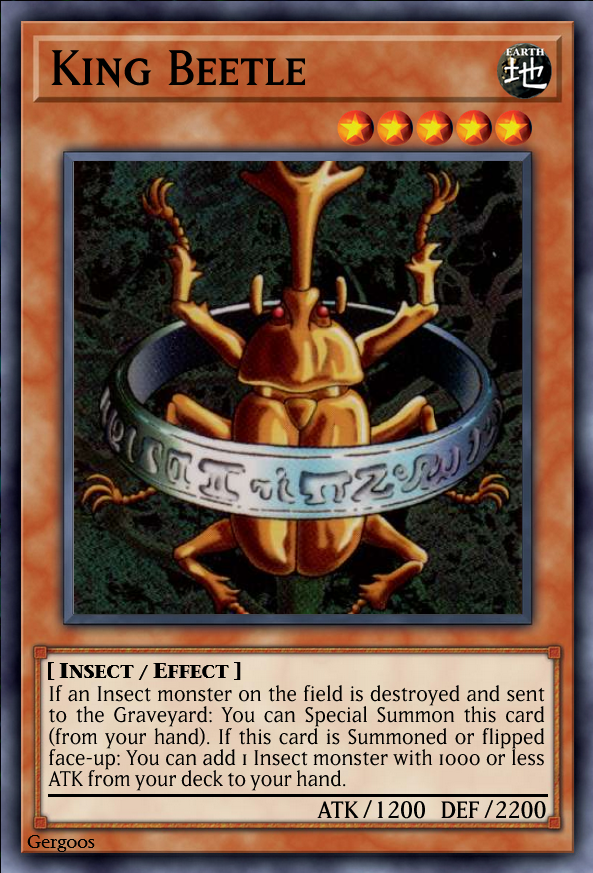 King Beetle
EARTH
地
[ Insect / Effect ]
If an Insect monster on the field is destroyed and sent
to the Graveyard: You can Special Summon this card
(from your hand). If this card is Summoned or flipped
face-up: You can add 1 Insect monster with 1000 or less
ATK from your deck to your hand.
ATK/1200 DEF/2200
Gergoos